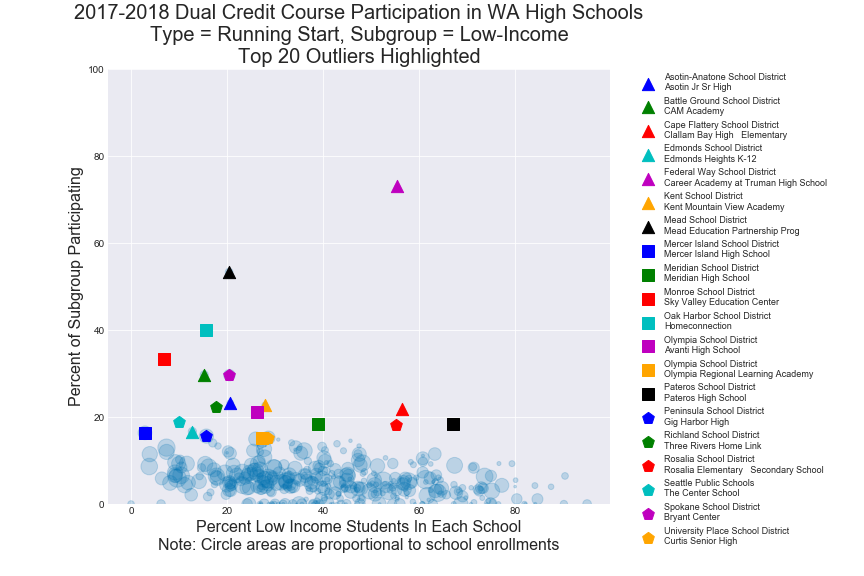 2017-2018 Dual Credit Course Participation in WA High Schools
Type = Running Start, Subgroup = Low-Income
Top 20 Outliers Highlighted
100
80
60
40
20
0
Percent of Subgroup Participating
0 20 40 60 80
Percent Low Income Students In Each School
Note: Circle areas are proportional to school enrollments
Asotin-Anatone School District
Asotin Jr Sr High
Battle Ground School District
CAM Academy
Cape Flattery School District
Clallam Bay High   Elementary
Edmonds School District
Edmonds Heights K-12
Federal Way School District
Career Academy at Truman High School
Kent School District
Kent Mountain View Academy
Mead School District
Mead Education Partnership Prog
Mercer Island School District
Mercer Island High School
Meridian School District
Meridian High School
Monroe School District
Sky Valley Education Center
Oak Harbor School District
Homeconnection
Olympia School District
Avanti High School
Olympia School District
Olympia Regional Learning Academy
Pateros School District
Pateros High School
Peninsula School District
Gig Harbor High
Richland School District
Three Rivers Home Link
Rosalia School District
Rosalia Elementary   Secondary School
Seattle Public Schools
The Center School
Spokane School District
Bryant Center
University Place School District
Curtis Senior High